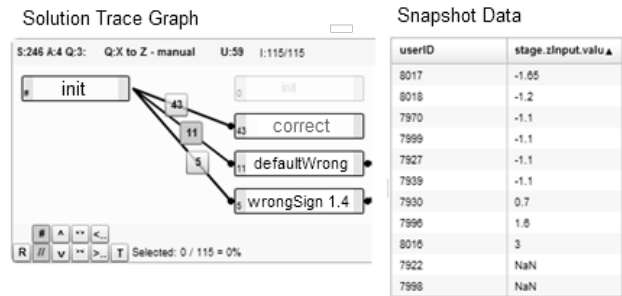 Solution Trace Graph
S:246 A:4 Q:3: Q:X to Z - manual U:59 I:115/115
# init
0 init
43
43 correct
11
11 defaultWrong
5
5 wrongSign 1.4
# ^ " <..
R // v " >.. T Selected: 0 / 115 = 0%
Snapshot Data
userID stage.zInput.valu▲
8017 -1.65
8018 -1.2
7970 -1.1
7999 -1.1
7927 -1.1
7939 -1.1
7930 0.7
7996 1.6
8016 3
7922 NaN
7998 NaN